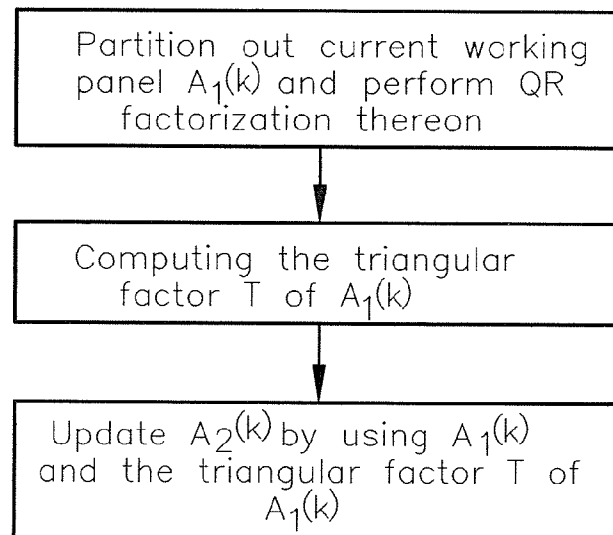 Partition out current working
panel A₁(k) and perform QR
factorization thereon
Computing the triangular
factor T of A₁(k)
Update A₂(k) by using A₁(k)
and the triangular factor T of
A₁(k)